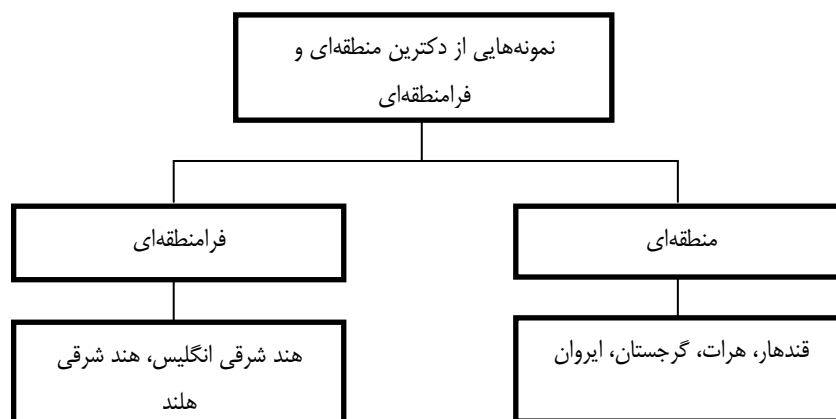 نمونه‌هایی از دکترین منطقه‌ای و
فرامنطقه‌ای
منطقه‌ای
فرامنطقه‌ای
قندهار، هرات، گرجستان، ایروان
هند شرقی انگلیس، هند شرقی
هلند